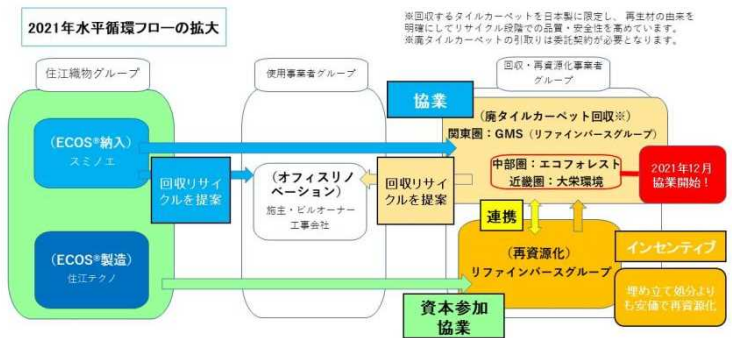 2021年水平循環フローの拡大
※回収するタイルカーペットを日本製に限定し、再生材の由来を
明確にしてリサイクル段階での品質・安全性を高めています。
※廃タイルカーペットの引取りは委託契約が必要となります。
住江織物グループ
使用事業者グループ
回収・再資源化事業者
グループ
協業
(ECOS®納入)
スミノエ
回収リサイ
クルを提案
(オフィスリノ
ベーション)
施主・ビルオーナー
工事会社
回収リサイ
クルを提案
(廃タイルカーペット回収※)
関東圏:GMS(リファインバースグループ)
中部圏:エコフォレスト
近畿圏:大栄環境
2021年12月
協業開始!
連携
(ECOS®製造)
住江テクノ
(再資源化)
リファインバースグループ
インセンティブ
埋め立て処分より
も安価で再資源化
資本参加
協業